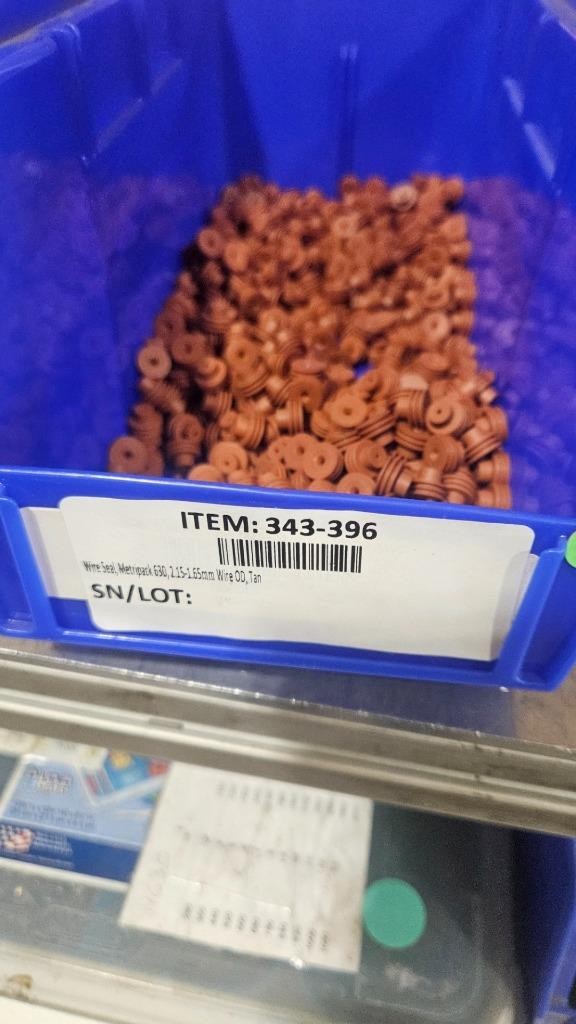 ITEM: 343-396
Wire Seal, Metripack 630, 2.15-1.65mm Wire OD, Tan
SN/LOT: